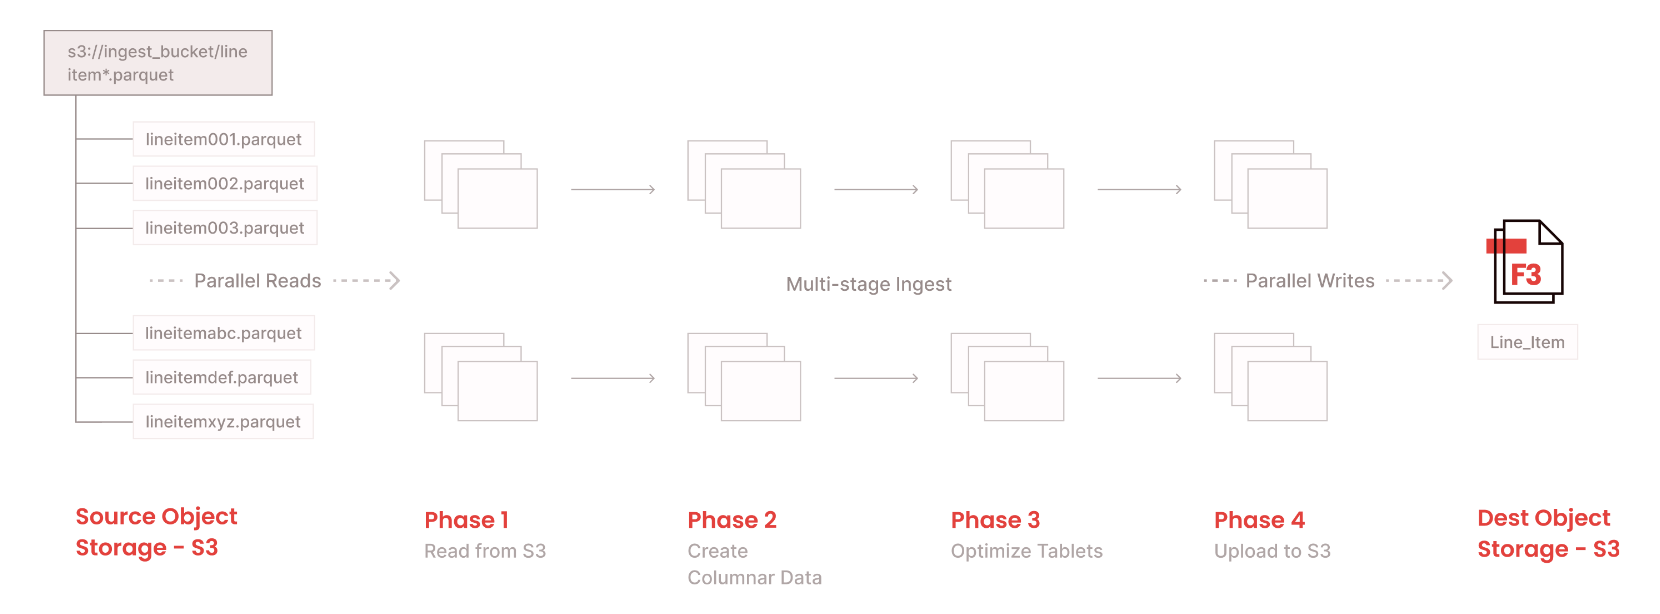 s3://ingest_bucket/line
item*.parquet
lineitem001.parquet
lineitem002.parquet
lineitem003.parquet
Parallel Reads
lineitemabc.parquet
lineitemdef.parquet
lineitemxyz.parquet
Multi-stage Ingest
Parallel Writes
F3
Line_Item
Source Object
Storage - S3
Phase 1
Read from S3
Phase 2
Create
Columnar Data
Phase 3
Optimize Tablets
Phase 4
Upload to S3
Dest Object
Storage - S3